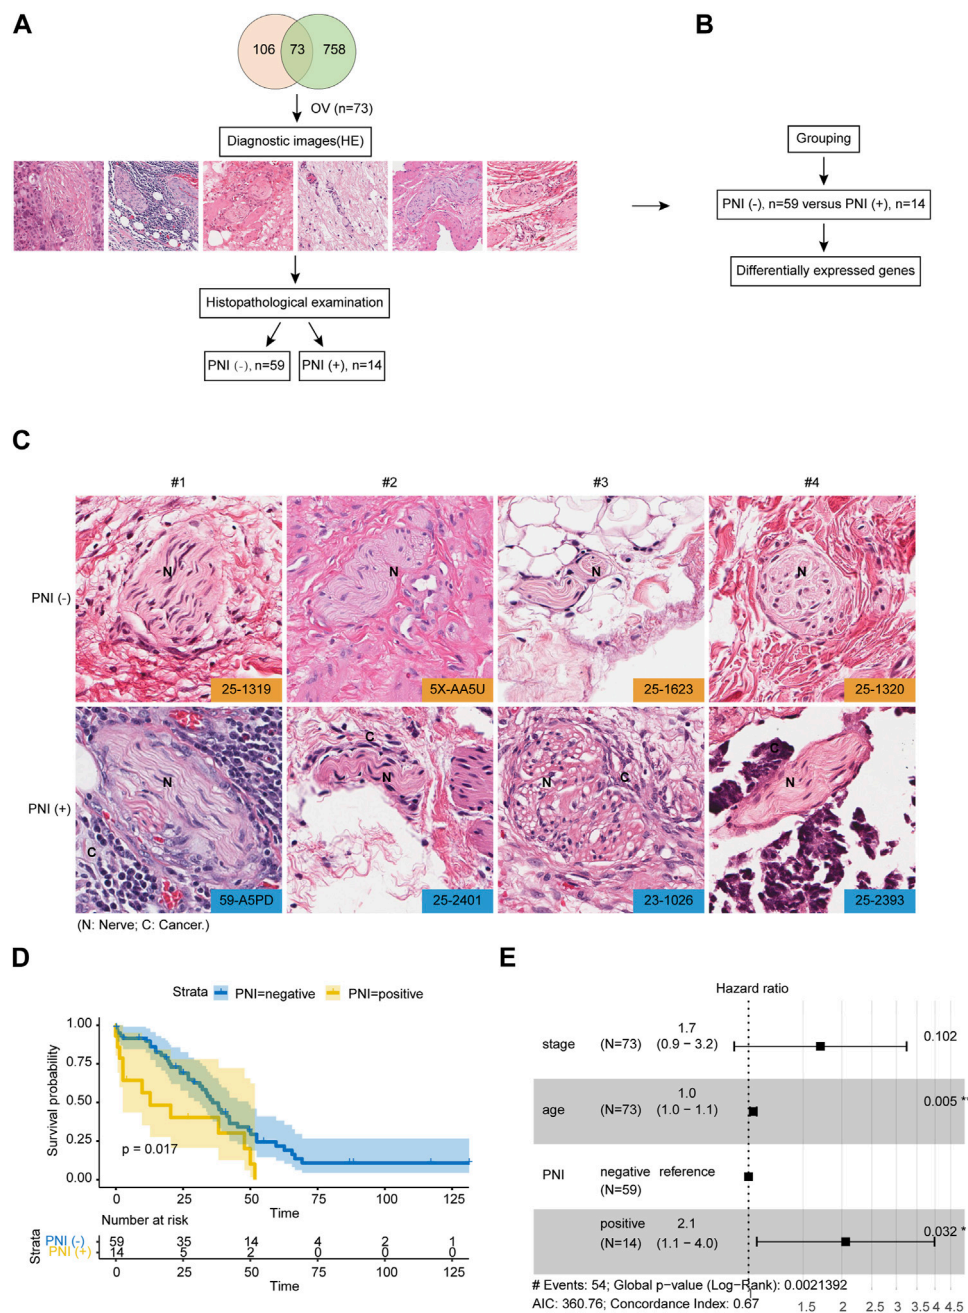 A
106 73 758
OV (n=73)
Diagnostic images(HE)
Histopathological examination
PNI (-), n=59
PNI (+), n=14
B
Grouping
PNI (-), n=59 versus PNI (+), n=14
Differentially expressed genes
C
#1 #2 #3 #4
PNI (-)
N
N
N
N
25-1319
5X-AA5U
25-1623
25-1320
PNI (+)
N
C
C
N
N
C
C
N
59-A5PD
25-2401
23-1026
25-2393
(N: Nerve; C: Cancer.)
D
Strata PNI=negative PNI=positive
Survival probability
1.00
0.75
0.50
0.25
0.00
p = 0.017
0 25 50 75 100 125
Time
Number at risk
Strata
PNI (-) 59 35 14 4 2 1
PNI (+) 14 5 2 0 0 0
0 25 50 75 100 125
Time
E
Hazard ratio
stage (N=73) 1.7 (0.9 – 3.2) 0.102
age (N=73) 1.0 (1.0 – 1.1) 0.005 *
PNI negative (N=59) reference
positive (N=14) 2.1 (1.1 – 4.0) 0.032 *
# Events: 54; Global p-value (Log-Rank): 0.0021392
AIC: 360.76; Concordance Index: 0.67
1 1.5 2 2.5 3 3.5 4 4.5